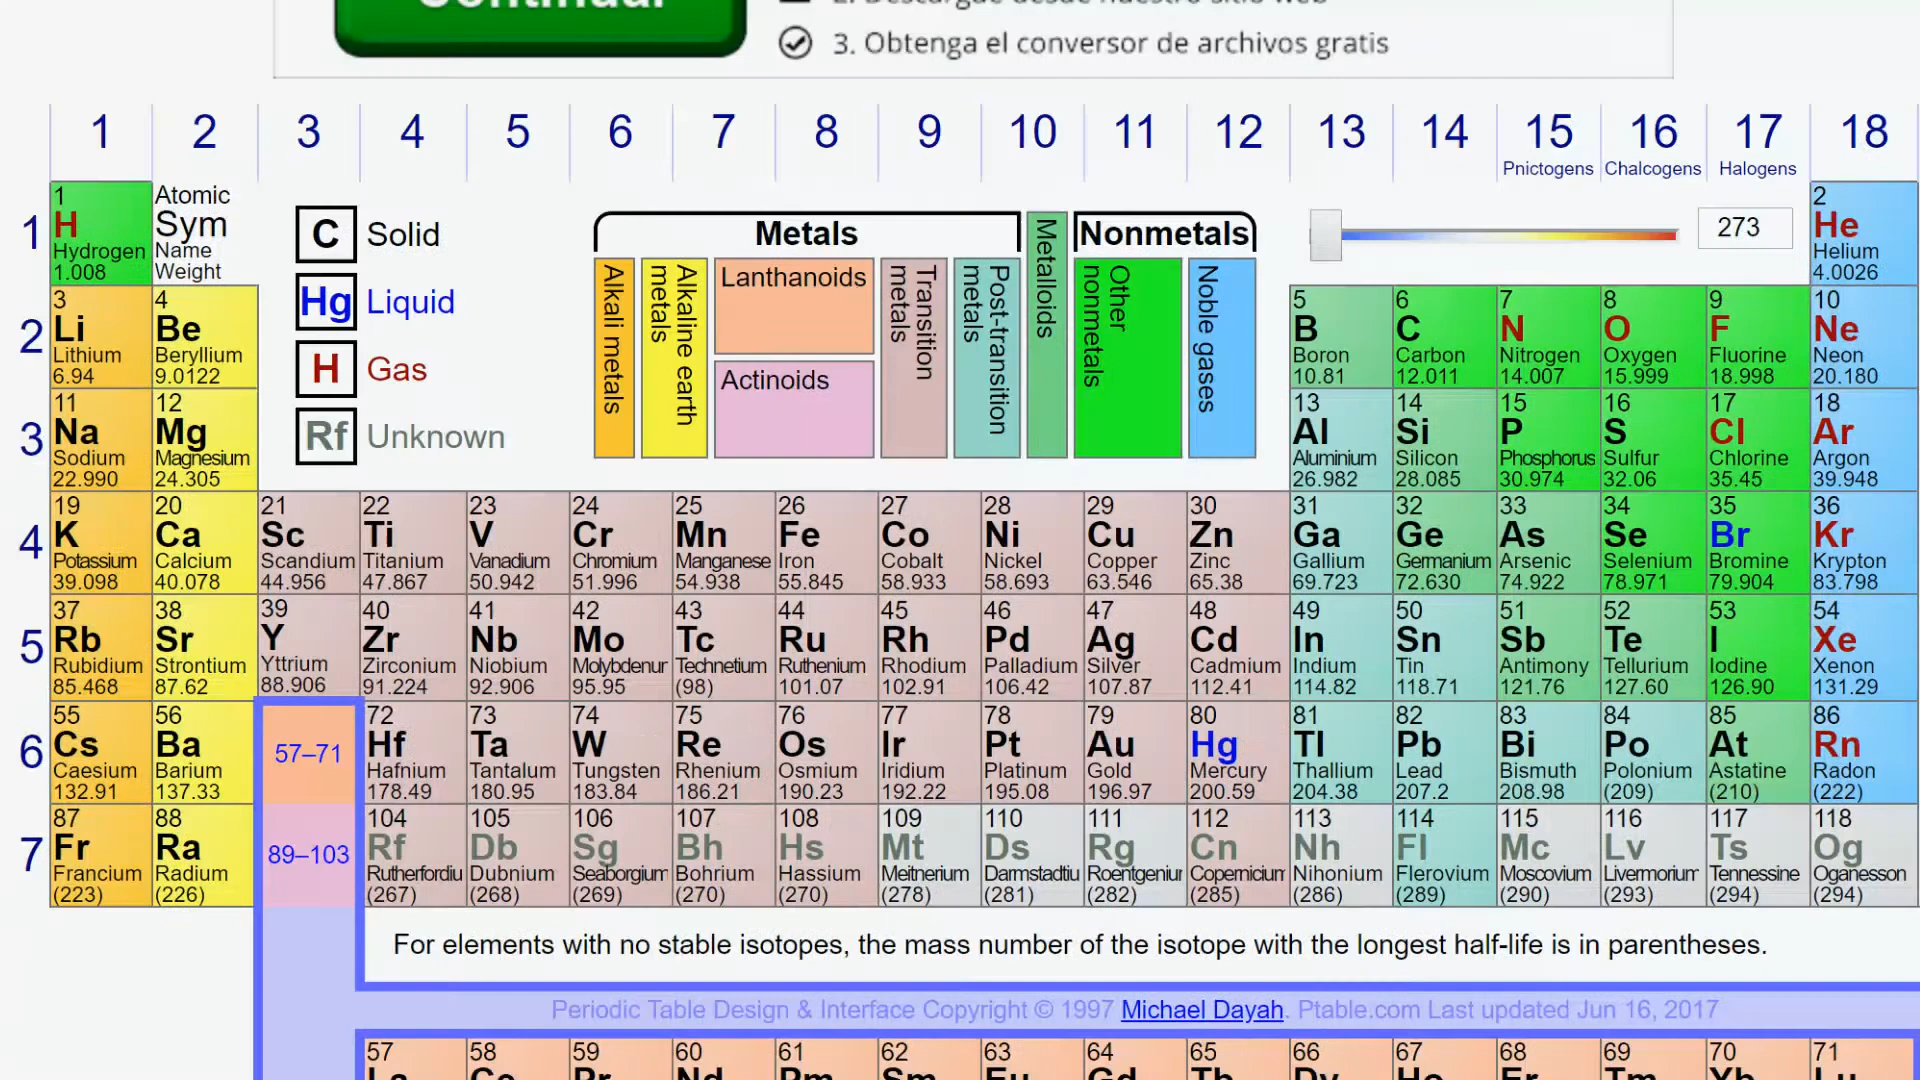 3. Obtenga el conversor de archivos gratis
1 2 3 4 5 6 7 8 9 10 11 12 13 14 15 16 17 18
Pnictogens Chalcogens Halogens
1
1 H Hydrogen 1.008
Atomic
Sym
Name
Weight
C Solid
Hg Liquid
H Gas
Rf Unknown
Metals
Metalloids
Nonmetals
Alkali metals
Alkaline earth metals
Lanthanoids
Actinoids
Transition metals
Post-transition metals
Other nonmetals
Noble gases
273
2 He Helium 4.0026
2
3 Li Lithium 6.94
4 Be Beryllium 9.0122
5 B Boron 10.81
6 C Carbon 12.011
7 N Nitrogen 14.007
8 O Oxygen 15.999
9 F Fluorine 18.998
10 Ne Neon 20.180
3
11 Na Sodium 22.990
12 Mg Magnesium 24.305
13 Al Aluminium 26.982
14 Si Silicon 28.085
15 P Phosphorus 30.974
16 S Sulfur 32.06
17 Cl Chlorine 35.45
18 Ar Argon 39.948
4
19 K Potassium 39.098
20 Ca Calcium 40.078
21 Sc Scandium 44.956
22 Ti Titanium 47.867
23 V Vanadium 50.942
24 Cr Chromium 51.996
25 Mn Manganese 54.938
26 Fe Iron 55.845
27 Co Cobalt 58.933
28 Ni Nickel 58.693
29 Cu Copper 63.546
30 Zn Zinc 65.38
31 Ga Gallium 69.723
32 Ge Germanium 72.630
33 As Arsenic 74.922
34 Se Selenium 78.971
35 Br Bromine 79.904
36 Kr Krypton 83.798
5
37 Rb Rubidium 85.468
38 Sr Strontium 87.62
39 Y Yttrium 88.906
40 Zr Zirconium 91.224
41 Nb Niobium 92.906
42 Mo Molybdenur 95.95
43 Tc Technetium (98)
44 Ru Ruthenium 101.07
45 Rh Rhodium 102.91
46 Pd Palladium 106.42
47 Ag Silver 107.87
48 Cd Cadmium 112.41
49 In Indium 114.82
50 Sn Tin 118.71
51 Sb Antimony 121.76
52 Te Tellurium 127.60
53 I Iodine 126.90
54 Xe Xenon 131.29
6
55 Cs Caesium 132.91
56 Ba Barium 137.33
57–71
72 Hf Hafnium 178.49
73 Ta Tantalum 180.95
74 W Tungsten 183.84
75 Re Rhenium 186.21
76 Os Osmium 190.23
77 Ir Iridium 192.22
78 Pt Platinum 195.08
79 Au Gold 196.97
80 Hg Mercury 200.59
81 Tl Thallium 204.38
82 Pb Lead 207.2
83 Bi Bismuth 208.98
84 Po Polonium (209)
85 At Astatine (210)
86 Rn Radon (222)
7
87 Fr Francium (223)
88 Ra Radium (226)
89–103
104 Rf Rutherfordiu (267)
105 Db Dubnium (268)
106 Sg Seaborgium (269)
107 Bh Bohrium (270)
108 Hs Hassium (270)
109 Mt Meitnerium (278)
110 Ds Darmstadtiu (281)
111 Rg Roentgeniur (282)
112 Cn Copernicium (285)
113 Nh Nihonium (286)
114 Fl Flerovium (289)
115 Mc Moscovium (290)
116 Lv Livermorium (293)
117 Ts Tennessine (294)
118 Og Oganesson (294)
For elements with no stable isotopes, the mass number of the isotope with the longest half-life is in parentheses.
Periodic Table Design & Interface Copyright © 1997 Michael Dayah. Ptable.com Last updated Jun 16, 2017
57 58 59 60 61 62 63 64 65 66 67 68 69 70 71